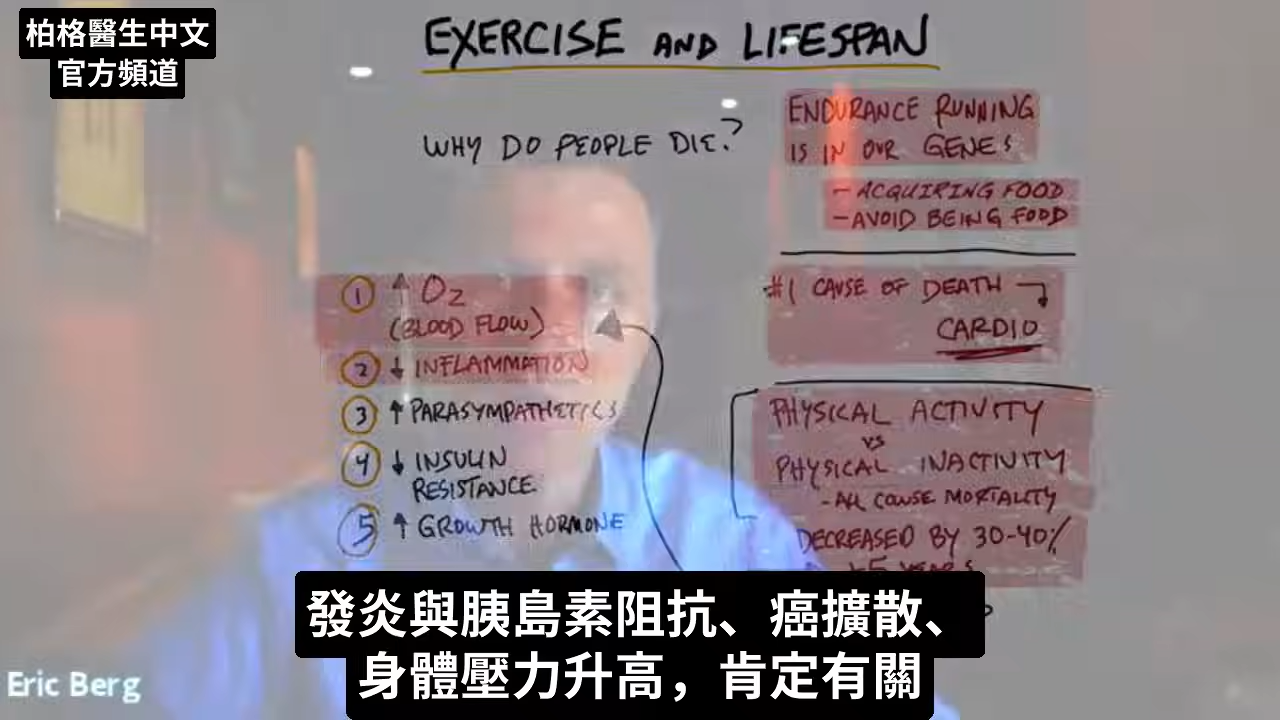 柏格醫生中文
官方頻道
EXERCISE AND LIFESPAN
WHY DO PEOPLE DIE?
① ↑ O₂
(BLOOD FLOW)
② ↓ INFLAMMATION
③ ↑ PARASYMPATHETICS
④ ↓ INSULIN
RESISTANCE
⑤ ↑ GROWTH HORMONE
ENDURANCE RUNNING
IS IN OUR GENES
- ACQUIRING FOOD
- AVOID BEING FOOD
#1 CAUSE OF DEATH
CARDIO
PHYSICAL ACTIVITY
VS
PHYSICAL INACTIVITY
- ALL CAUSE MORTALITY
DECREASED BY 30-40%
5 YEARS
發炎與胰島素阻抗、癌擴散、
身體壓力升高，肯定有關
Eric Berg